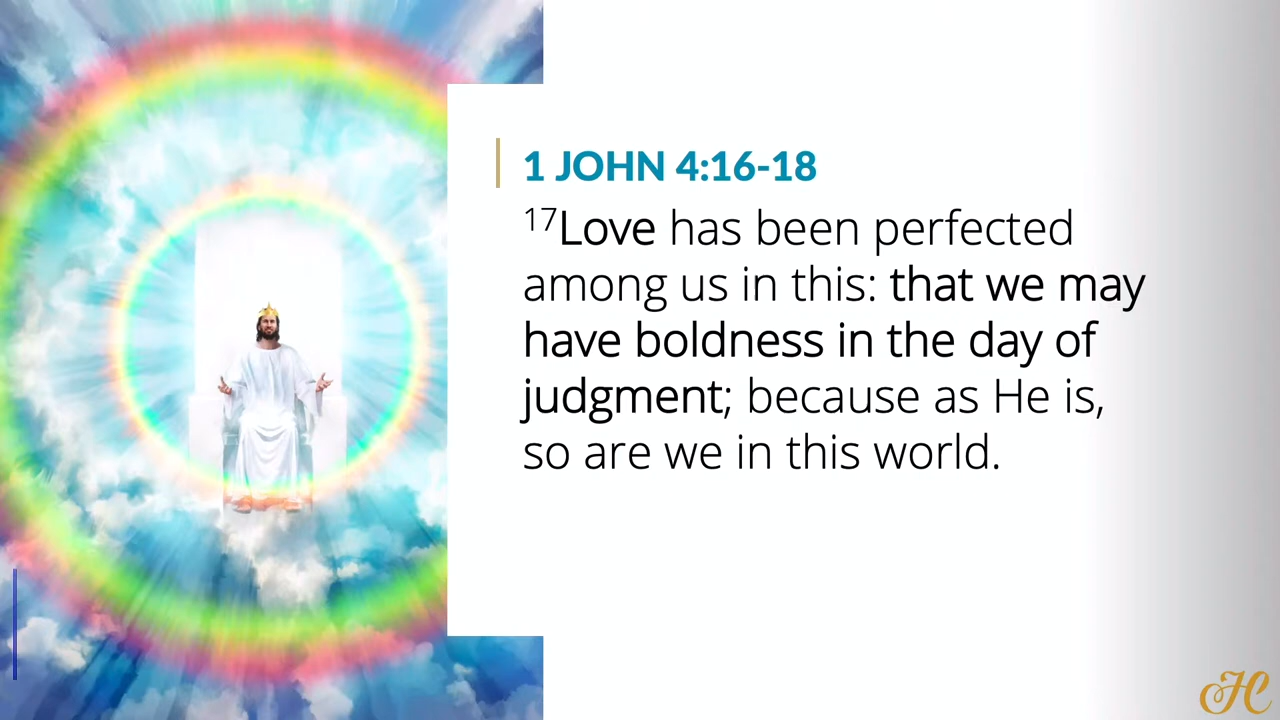 1 JOHN 4:16-18
17Love has been perfected
among us in this: that we may
have boldness in the day of
judgment; because as He is,
so are we in this world.
HC